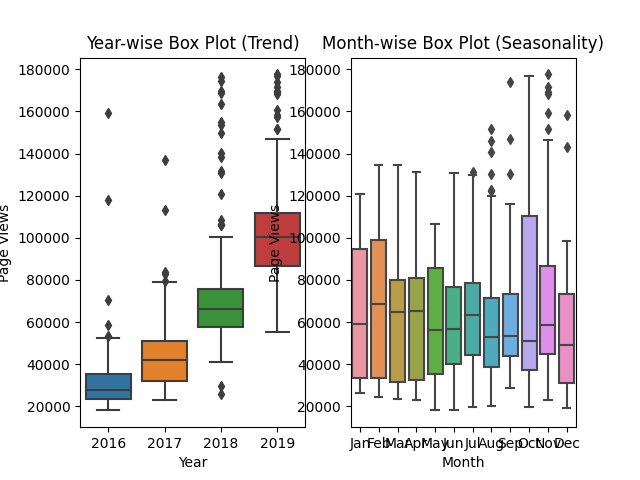 Year-wise Box Plot (Trend)
Page Views
180000
160000
140000
120000
100000
80000
60000
40000
20000
2016 2017 2018 2019
Year
Month-wise Box Plot (Seasonality)
Page Views
180000
160000
140000
120000
100000
80000
60000
40000
20000
Jan Feb Mar Apr May Jun Jul Aug Sep Oct Nov Dec
Month